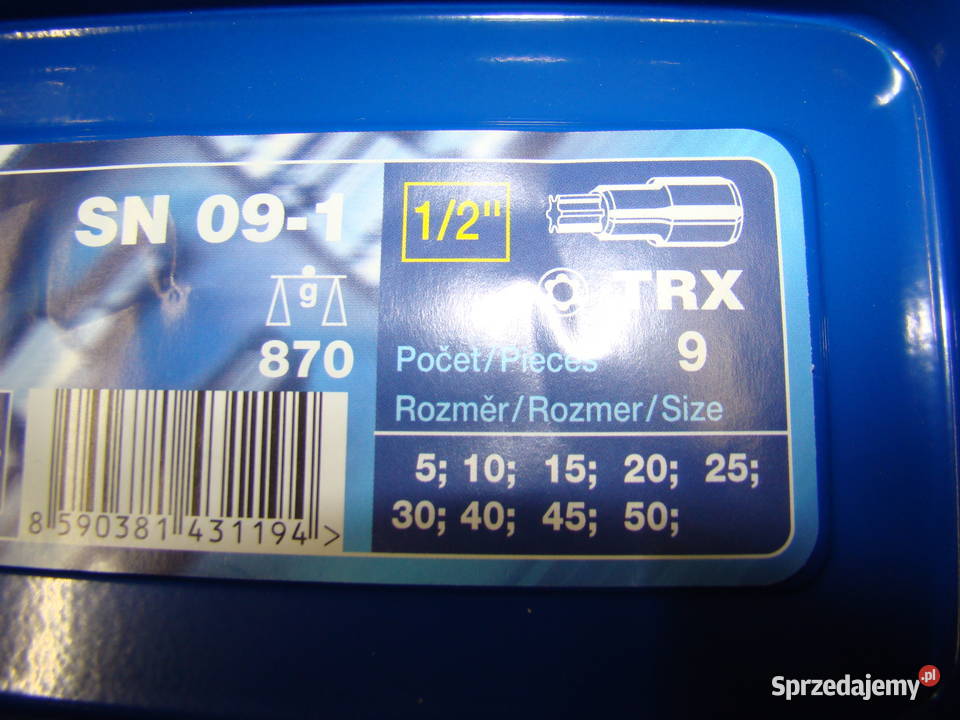 SN 09-1
g
870
8 590381 431194 >
1/2"
TRX
Počet/Pieces 9
Rozměr/Rozmer/Size
5; 10; 15; 20; 25;
30; 40; 45; 50;
Sprzedajemy.pl